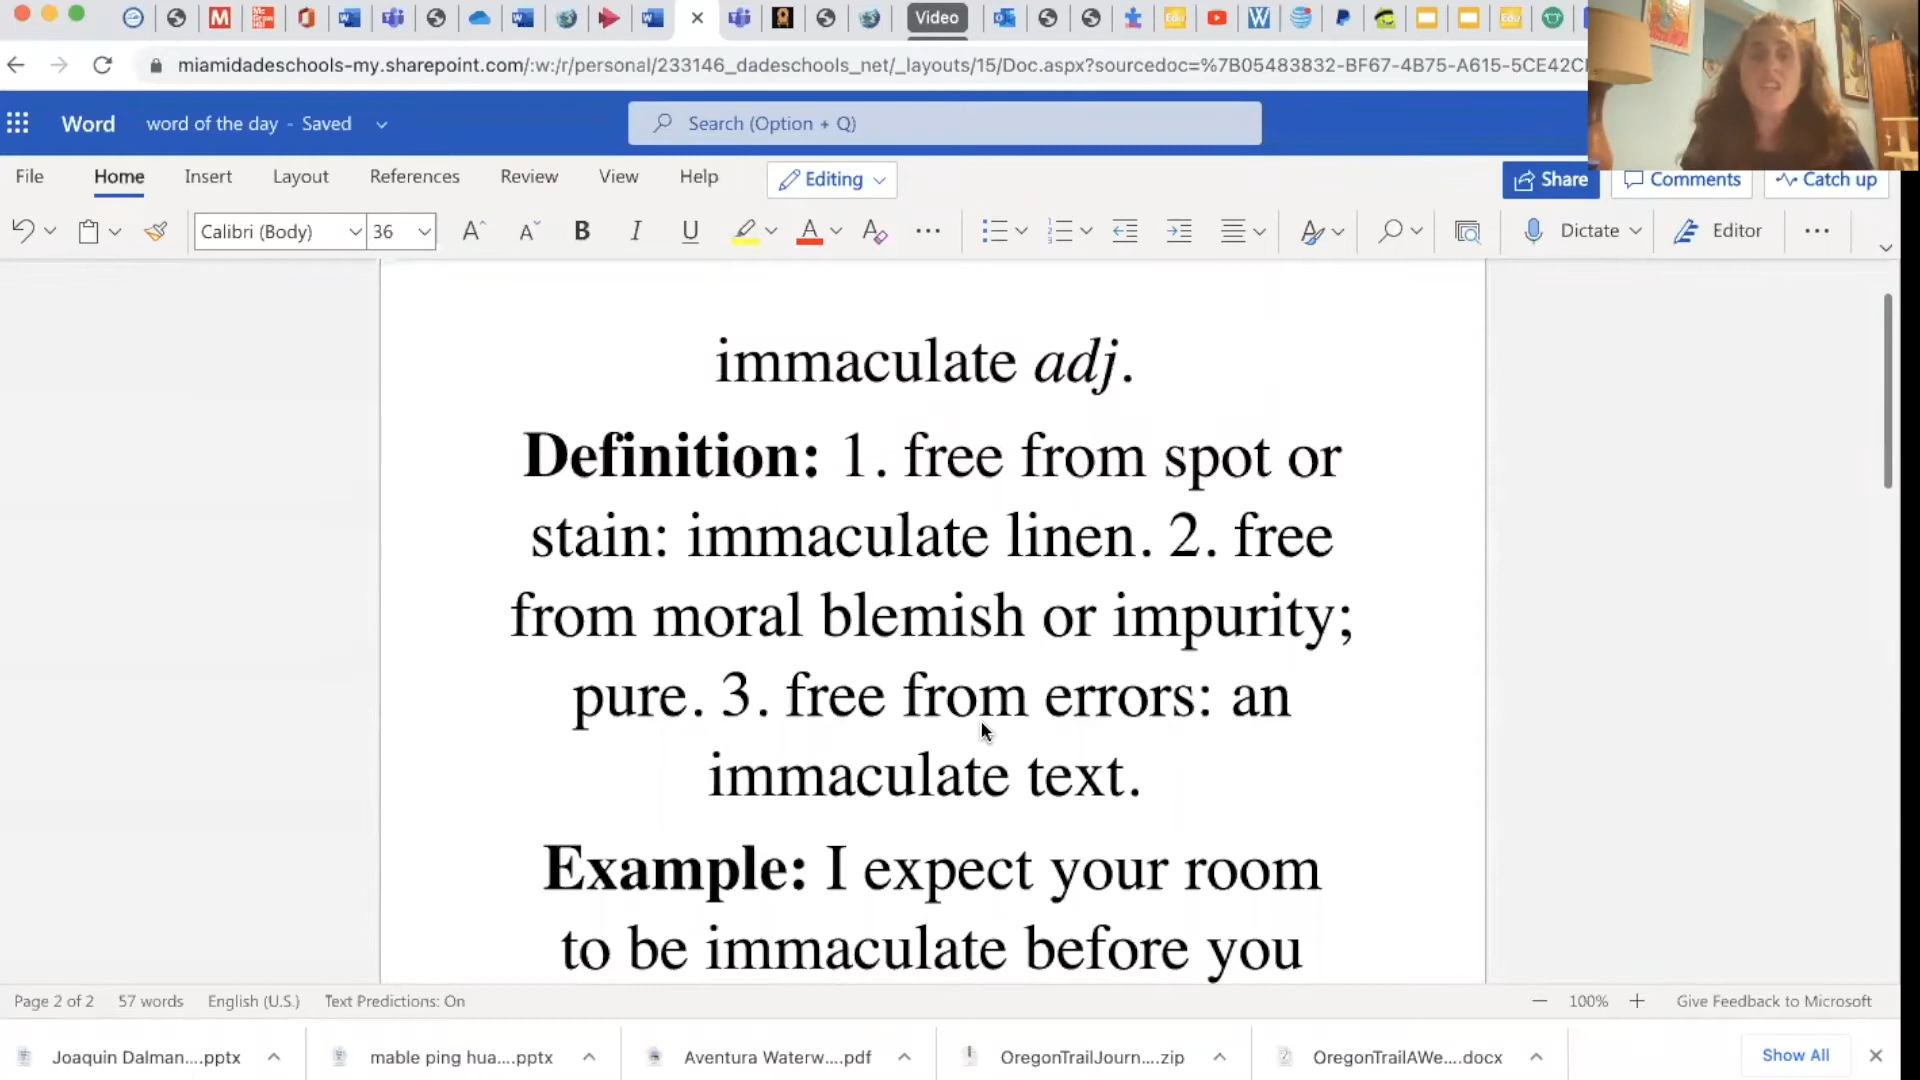 Video
miamidadeschools-my.sharepoint.com/:w:/r/personal/233146_dadeschools_net/_layouts/15/Doc.aspx?sourcedoc=%7B05483832-BF67-4B75-A615-5CE42C
Word word of the day - Saved
Search (Option + Q)
File Home Insert Layout References Review View Help Editing Share Comments Catch up
Calibri (Body) 36 A A B I U A A Dictate Editor
immaculate adj.
Definition: 1. free from spot or
stain: immaculate linen. 2. free
from moral blemish or impurity;
pure. 3. free from errors: an
immaculate text.
Example: I expect your room
to be immaculate before you
Page 2 of 2 57 words English (U.S.) Text Predictions: On 100% Give Feedback to Microsoft
Joaquin Dalman....pptx mable ping hua....pptx Aventura Waterw....pdf OregonTrailJourn....zip OregonTrailAWe....docx Show All